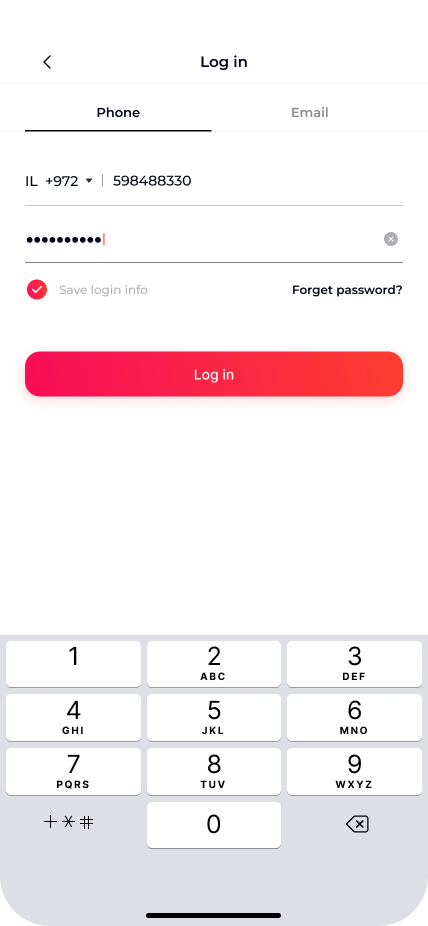 Log in
Phone Email
IL +972 598488330
••••••••••
Save login info Forget password?
Log in
1 2 3
ABC DEF
4 5 6
GHI JKL MNO
7 8 9
PQRS TUV WXYZ
+*# 0